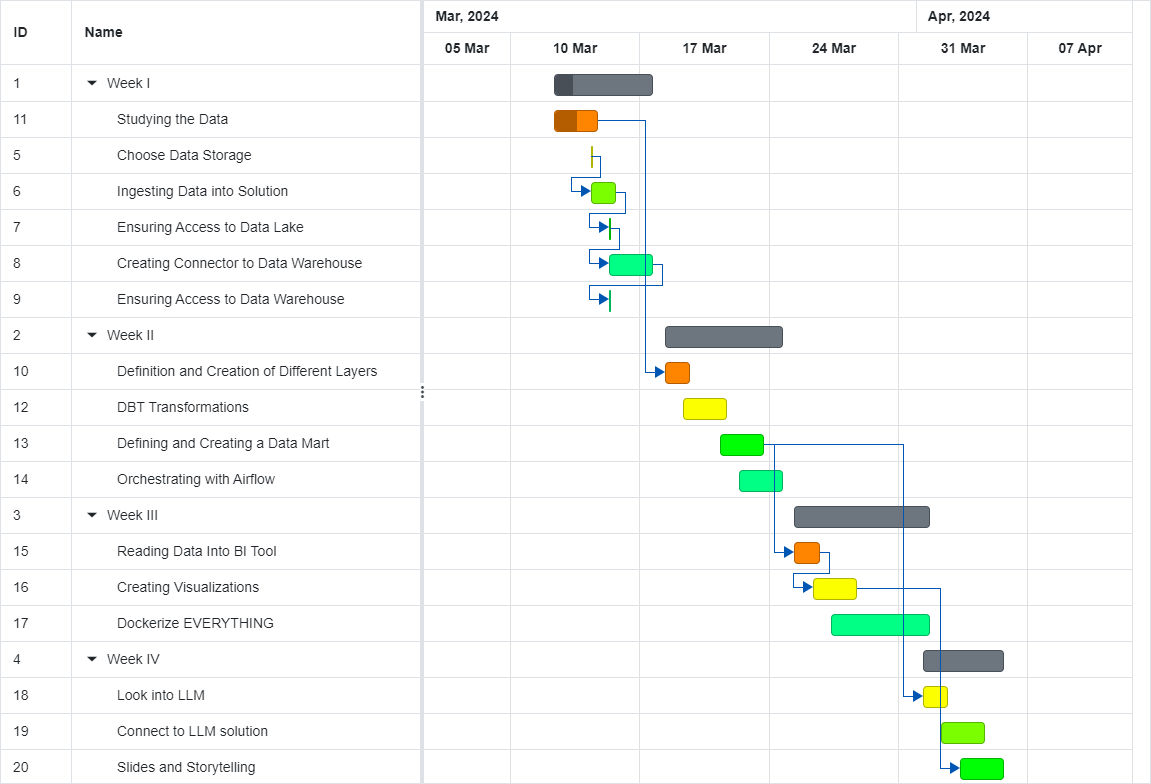 ID Name Mar, 2024 Apr, 2024
05 Mar 10 Mar 17 Mar 24 Mar 31 Mar 07 Apr
1 Week I
11 Studying the Data
5 Choose Data Storage
6 Ingesting Data into Solution
7 Ensuring Access to Data Lake
8 Creating Connector to Data Warehouse
9 Ensuring Access to Data Warehouse
2 Week II
10 Definition and Creation of Different Layers
12 DBT Transformations
13 Defining and Creating a Data Mart
14 Orchestrating with Airflow
3 Week III
15 Reading Data Into BI Tool
16 Creating Visualizations
17 Dockerize EVERYTHING
4 Week IV
18 Look into LLM
19 Connect to LLM solution
20 Slides and Storytelling